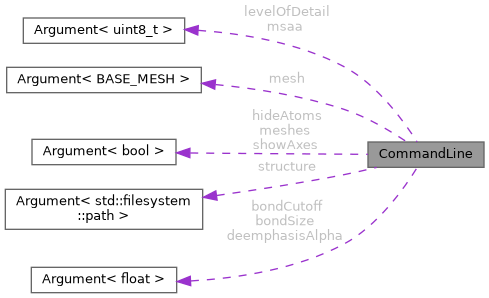 levelOfDetail
msaa
Argument< uint8_t >
mesh
Argument< BASE_MESH >
hideAtoms
meshes
showAxes
Argument< bool >
CommandLine
structure
Argument< std::filesystem
::path >
bondCutoff
bondSize
deemphasisAlpha
Argument< float >